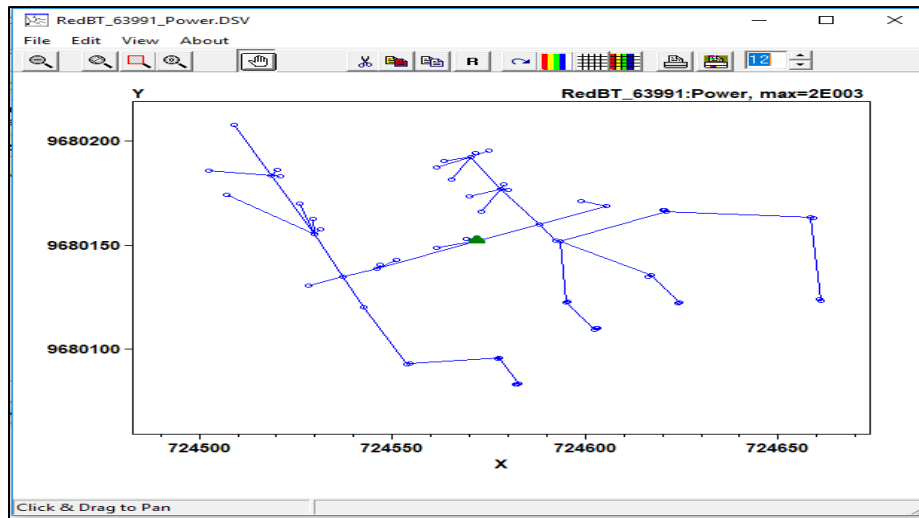 RedBT_63991_Power.DSV
File Edit View About
R 12
Y RedBT_63991:Power, max=2E003
9680200
9680150
9680100
724500 724550 724600 724650
X
Click & Drag to Pan